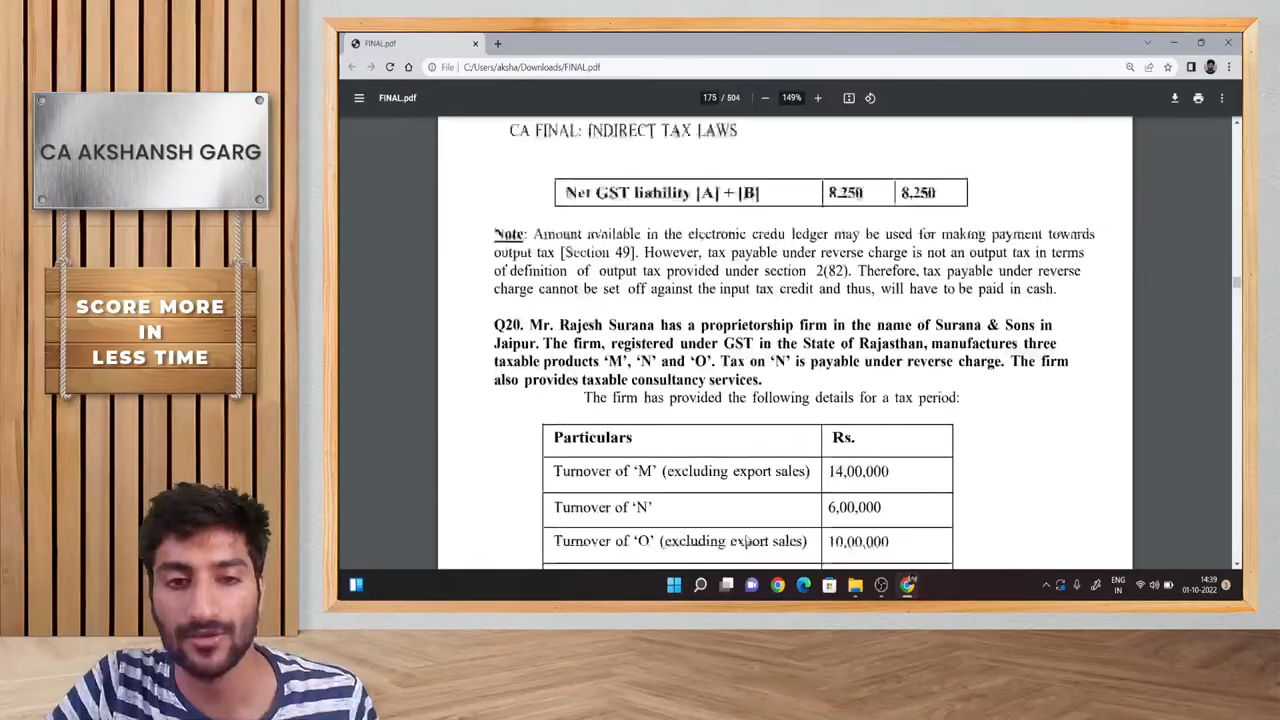 CA AKSHANSH GARG
SCORE MORE
IN
LESS TIME
FINAL.pdf
File
C:/Users/aksha/Downloads/FINAL.pdf
FINAL.pdf
175 / 504
149%
CA FINAL: INDIRECT TAX LAWS
Net GST liability [A] + [B] 8,250 8,250
Note: Amount available in the electronic credit ledger may be used for making payment towards
output tax [Section 49]. However, tax payable under reverse charge is not an output tax in terms
of definition of output tax provided under section 2(82). Therefore, tax payable under reverse
charge cannot be set off against the input tax credit and thus, will have to be paid in cash.
Q20. Mr. Rajesh Surana has a proprietorship firm in the name of Surana & Sons in
Jaipur. The firm, registered under GST in the State of Rajasthan, manufactures three
taxable products ‘M’, ‘N’ and ‘O’. Tax on ‘N’ is payable under reverse charge. The firm
also provides taxable consultancy services.
The firm has provided the following details for a tax period:
Particulars Rs.
Turnover of ‘M’ (excluding export sales) 14,00,000
Turnover of ‘N’ 6,00,000
Turnover of ‘O’ (excluding export sales) 10,00,000
ENG
IN
14:39
01-10-2022